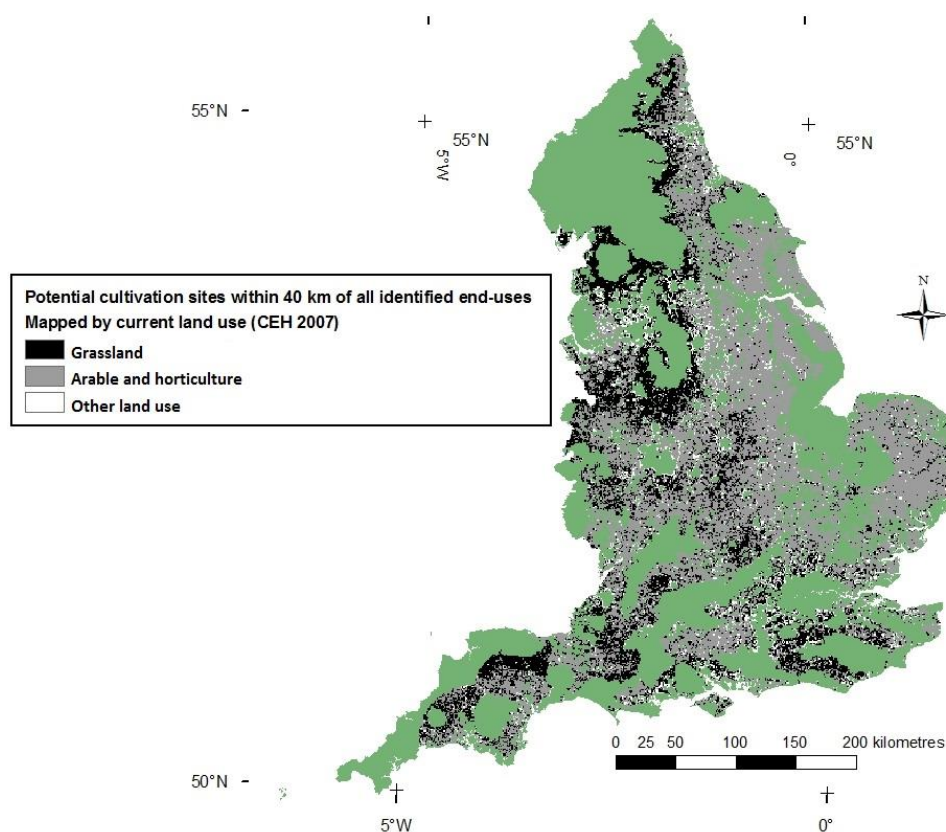 55°N
55°N
5°W
0°
55°N
Potential cultivation sites within 40 km of all identified end-uses
Mapped by current land use (CEH 2007)
Grassland
Arable and horticulture
Other land use
N
0 25 50 100 150 200 kilometres
50°N
5°W
0°